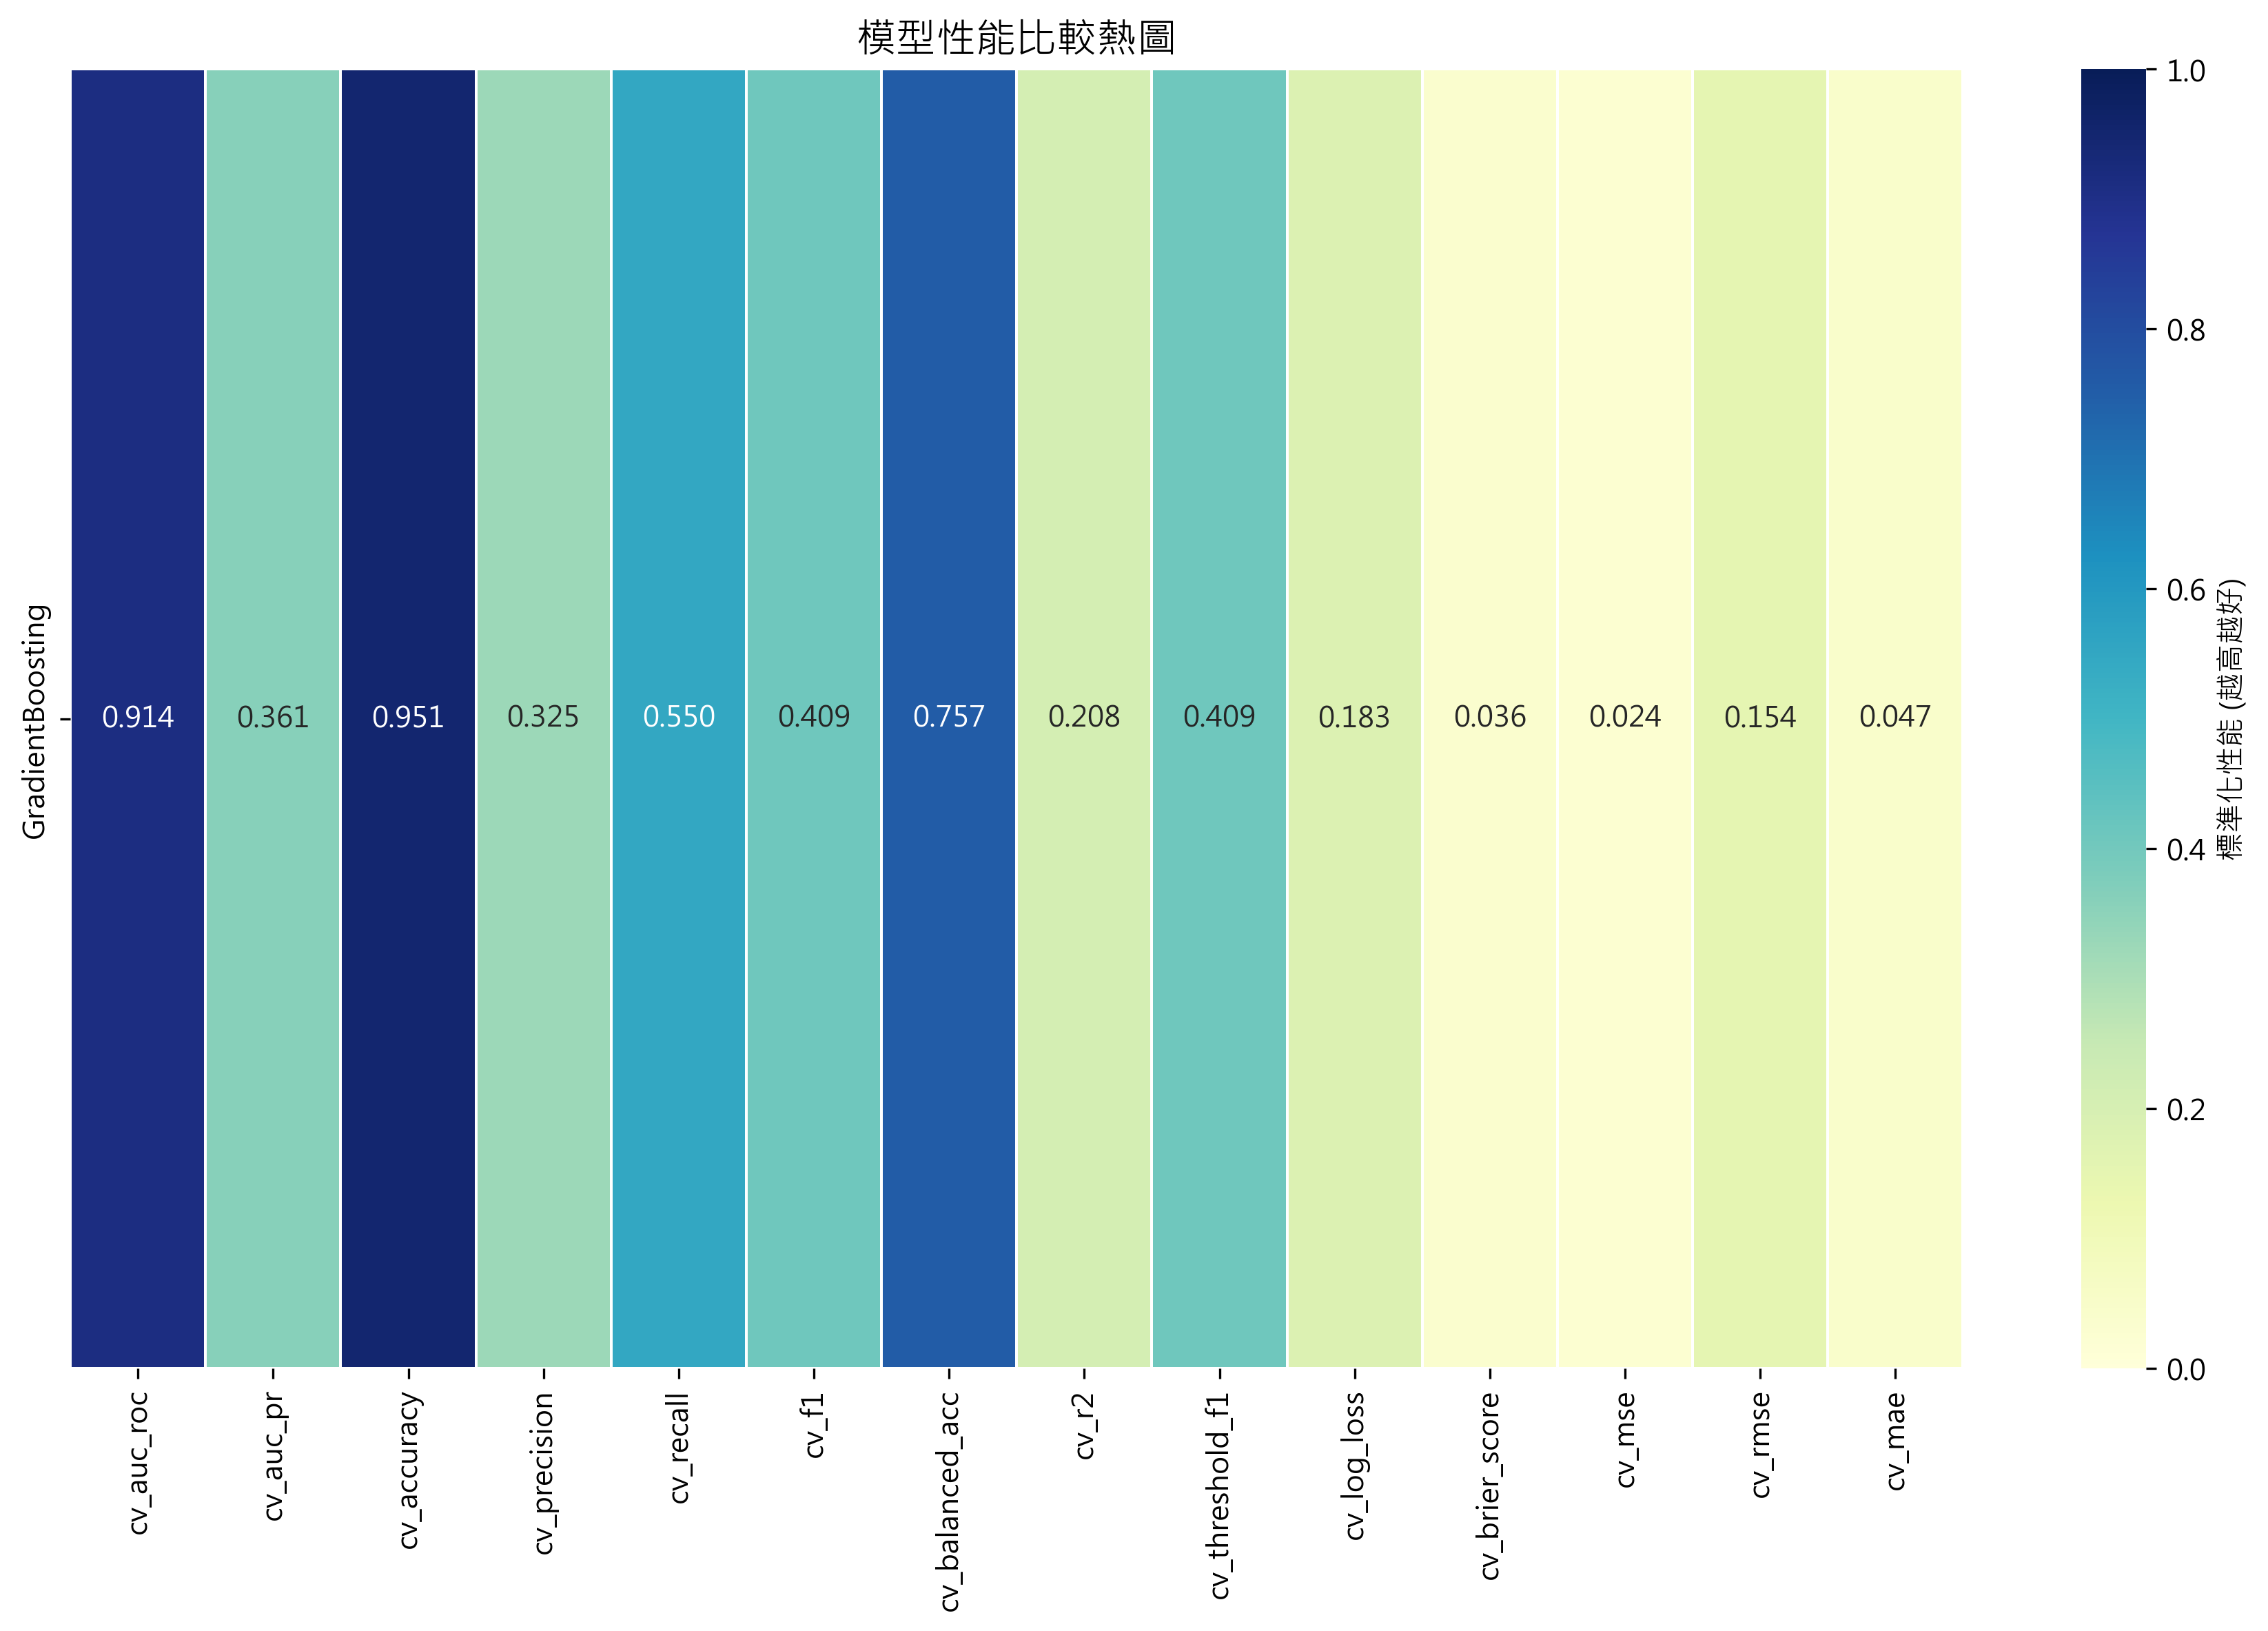 模型性能比較熱圖
GradientBoosting
0.914 0.361 0.951 0.325 0.550 0.409 0.757 0.208 0.409 0.183 0.036 0.024 0.154 0.047
cv_auc_roc
cv_auc_pr
cv_accuracy
cv_precision
cv_recall
cv_f1
cv_balanced_acc
cv_r2
cv_threshold_f1
cv_log_loss
cv_brier_score
cv_mse
cv_rmse
cv_mae
1.0
0.8
0.6
0.4
0.2
0.0
標準化性能 (越高越好)